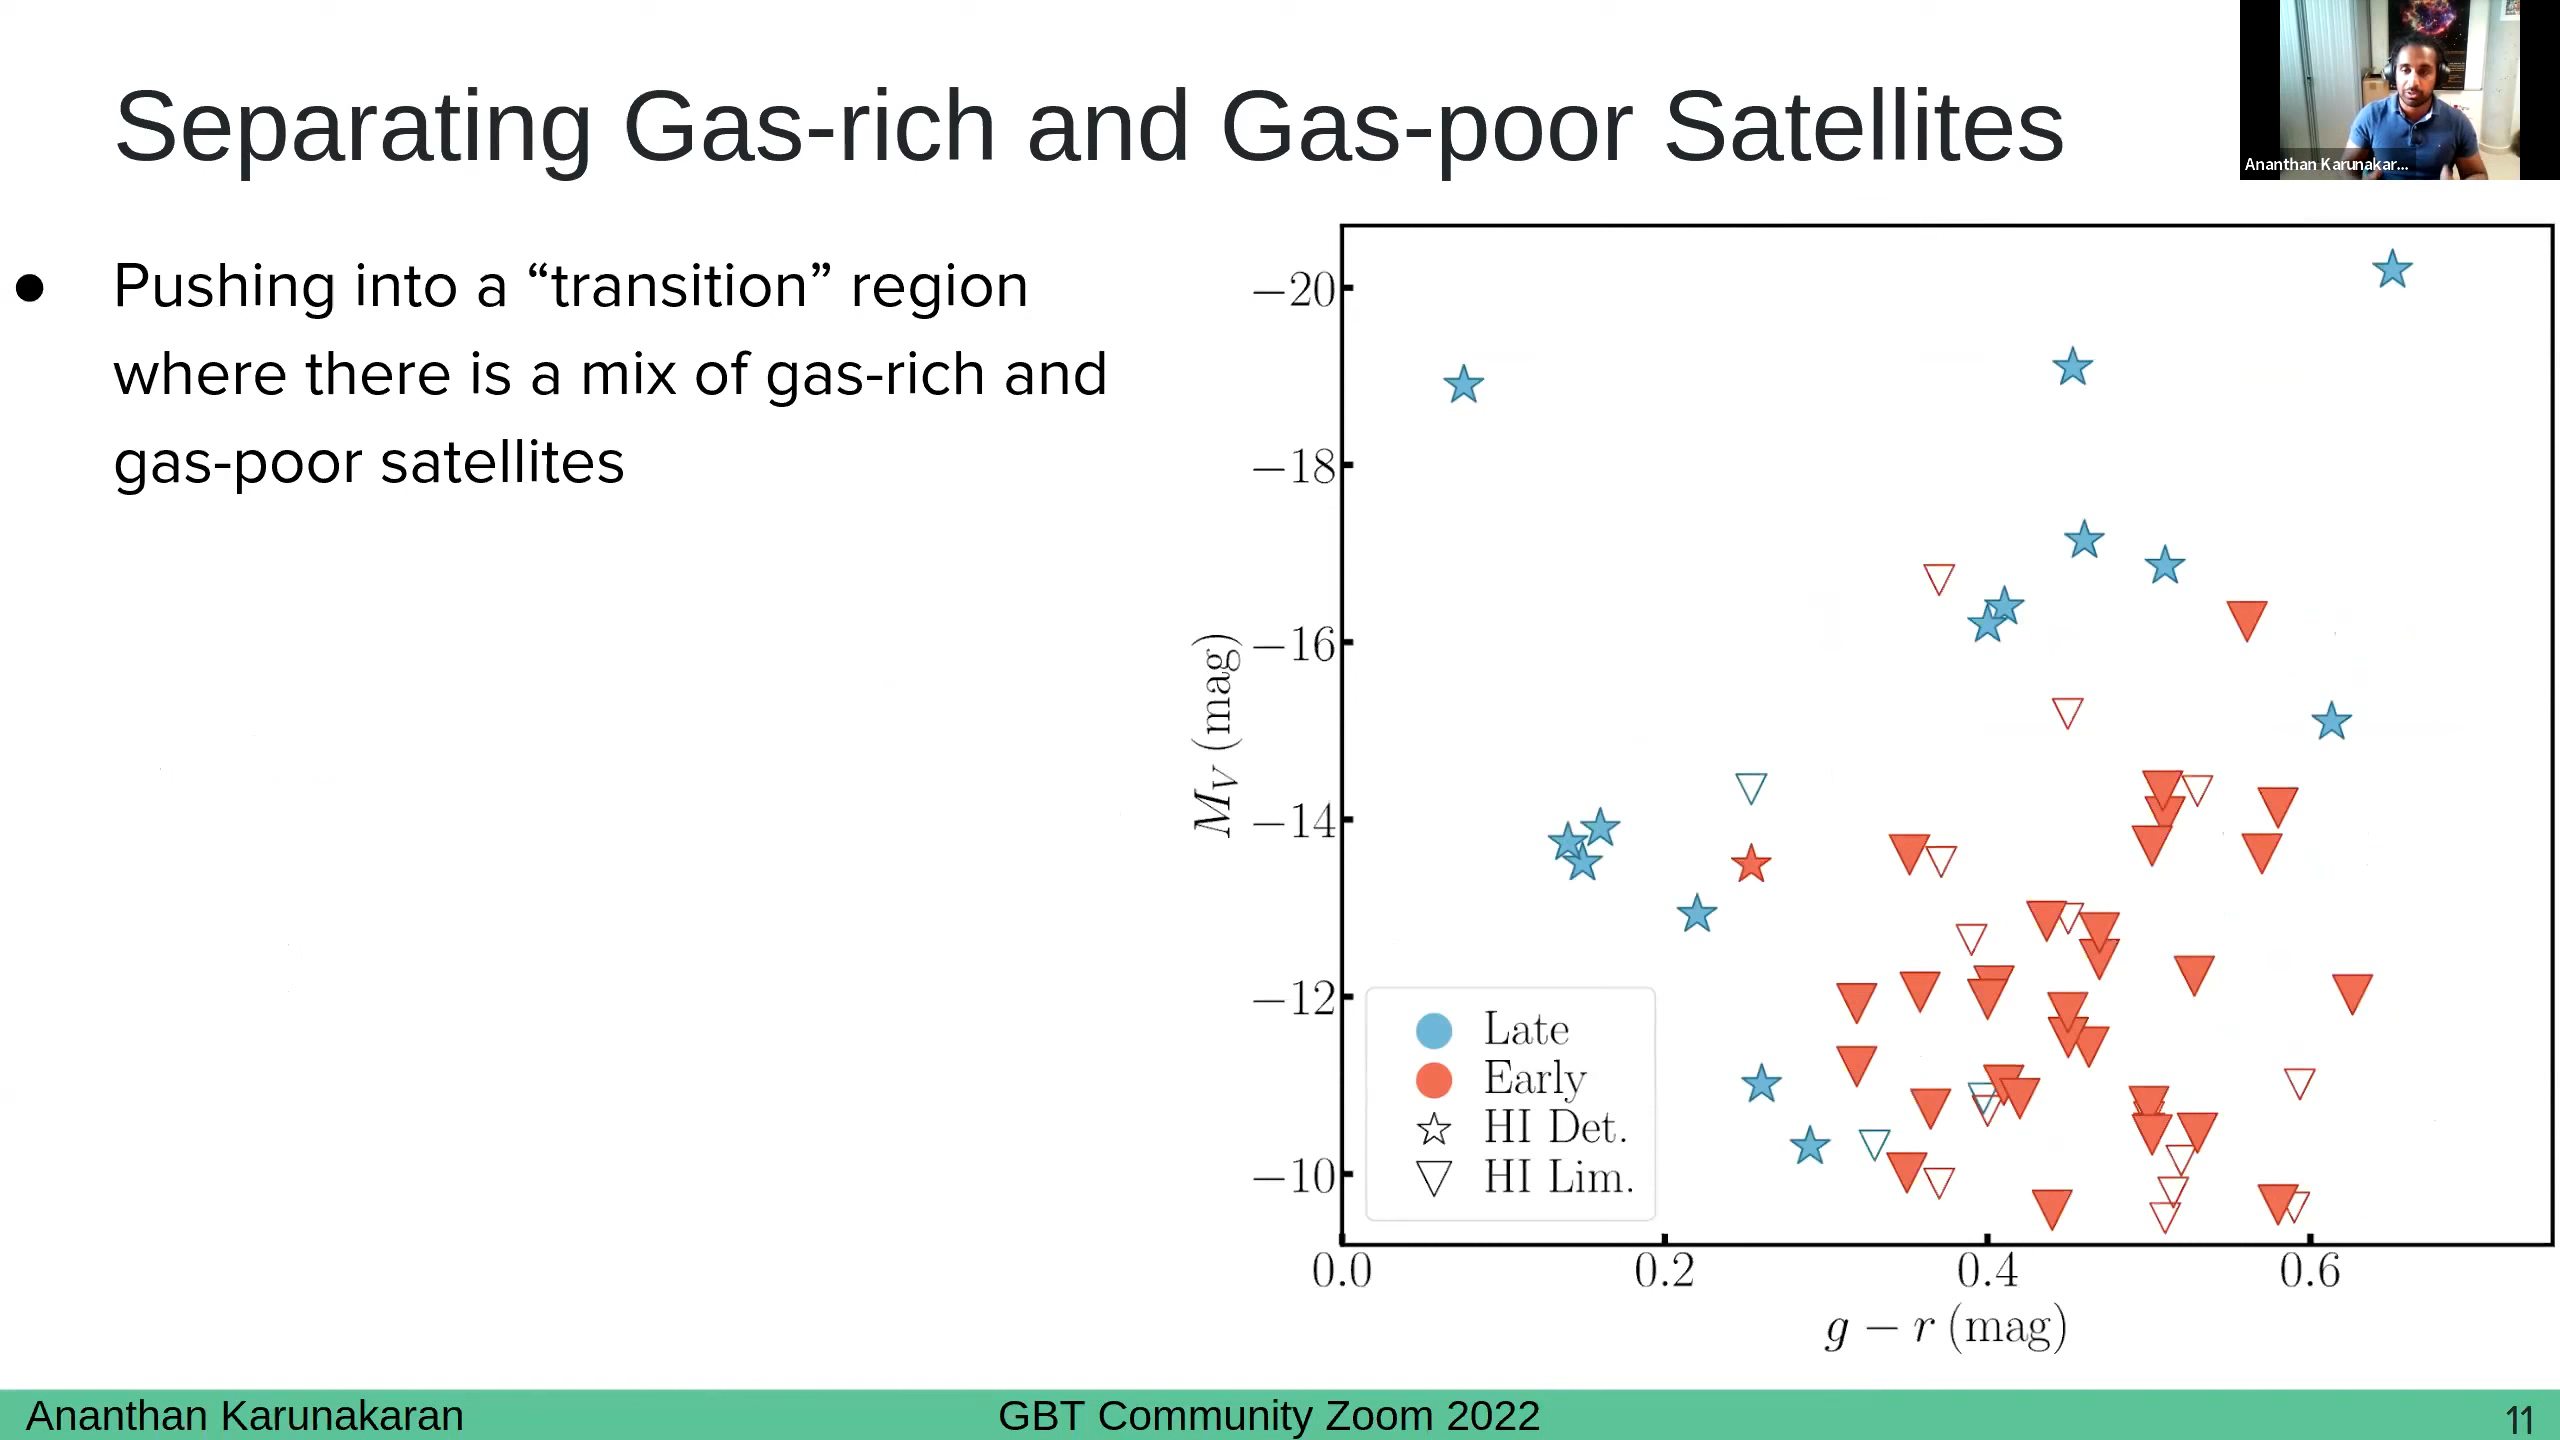 Separating Gas-rich and Gas-poor Satellites
Ananthan Karunakar...
● Pushing into a “transition” region
where there is a mix of gas-rich and
gas-poor satellites
−20
−18
−16
−14
−12
−10
M_V (mag)
Late
Early
HI Det.
HI Lim.
0.0 0.2 0.4 0.6
g − r (mag)
Ananthan Karunakaran GBT Community Zoom 2022 11